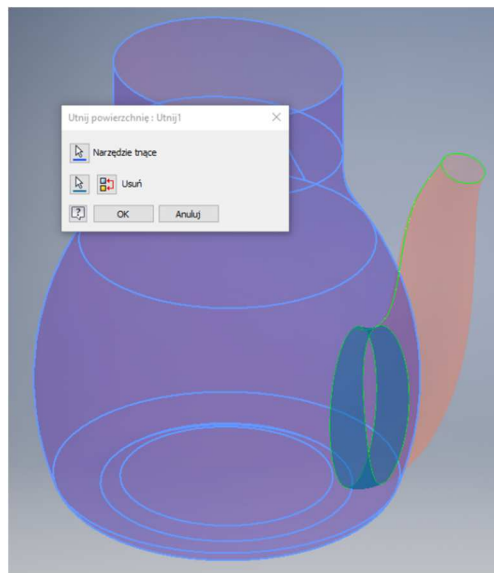 Utnij powierzchnię : Utnij1
Narzędzie tnące
Usuń
OK Anuluj